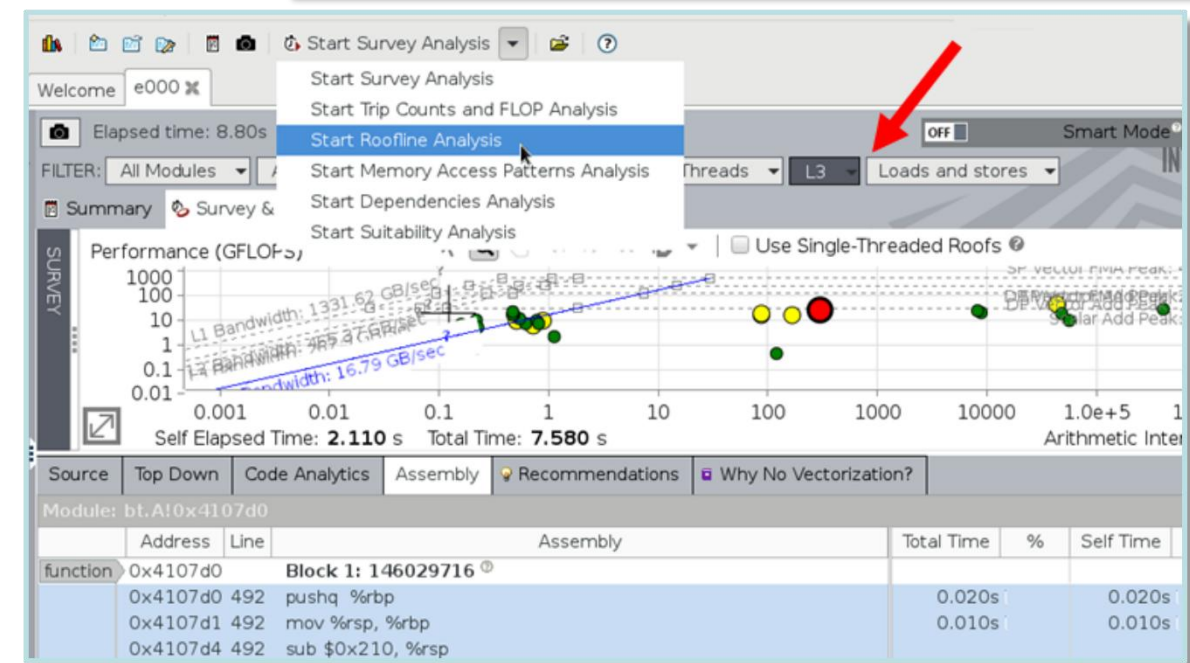 Start Survey Analysis
Start Survey Analysis
Welcome e000
Start Trip Counts and FLOP Analysis
Elapsed time: 8.80s
Start Roofline Analysis
OFF Smart Mode
FILTER: All Modules
Start Memory Access Patterns Analysis
Threads L3 Loads and stores
IN
Summary Survey &
Start Dependencies Analysis
Start Suitability Analysis
SURVEY
Performance (GFLOPS)
Use Single-Threaded Roofs
1000
100
10
1
0.1
0.01
L1 Bandwidth: 1331.62 GB/sec
Bandwidth: 16.79 GB/sec
Scalar Add Peak:
0.001 0.01 0.1 1 10 100 1000 10000 1.0e+5 1
Self Elapsed Time: 2.110 s Total Time: 7.580 s
Arithmetic Inte
Source Top Down Code Analytics Assembly Recommendations Why No Vectorization?
Module: bt.A!0x4107d0
Address Line Assembly Total Time % Self Time
function 0x4107d0 Block 1: 146029716
0x4107d0 492 pushq %rbp 0.020s 0.020s
0x4107d1 492 mov %rsp, %rbp 0.010s 0.010s
0x4107d4 492 sub $0x210, %rsp